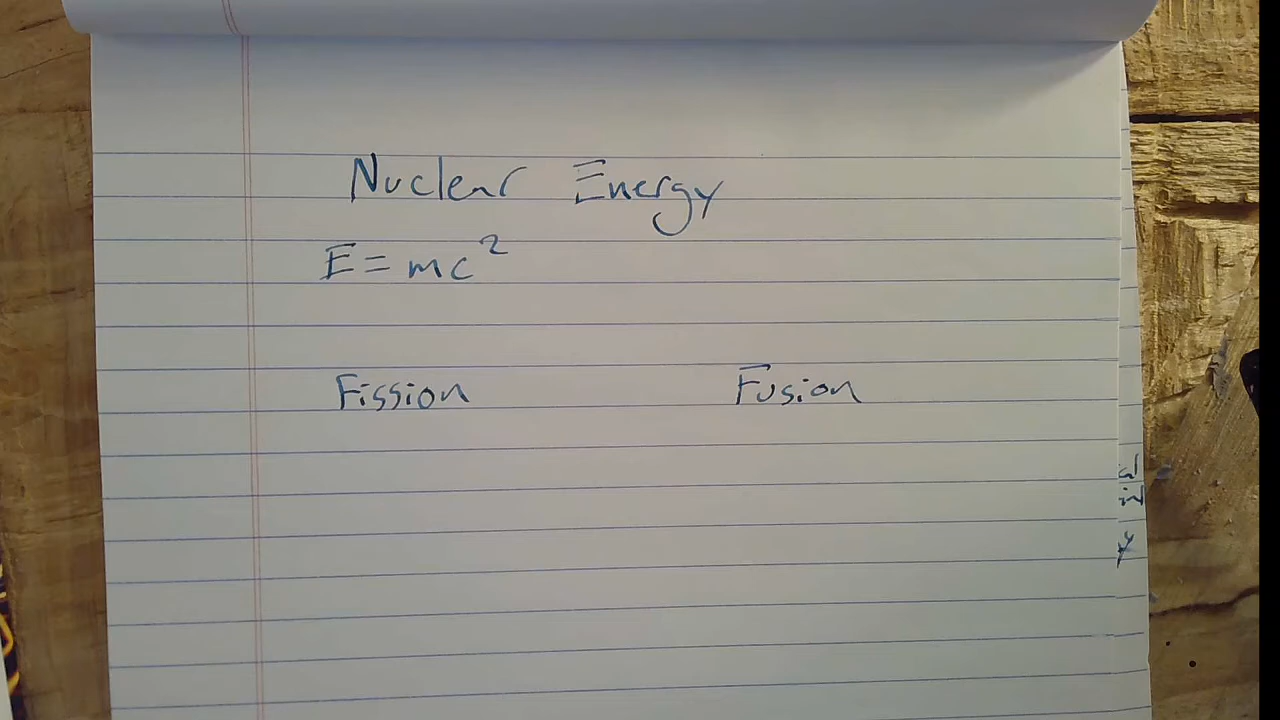 Nuclear Energy
E = mc²
Fission Fusion